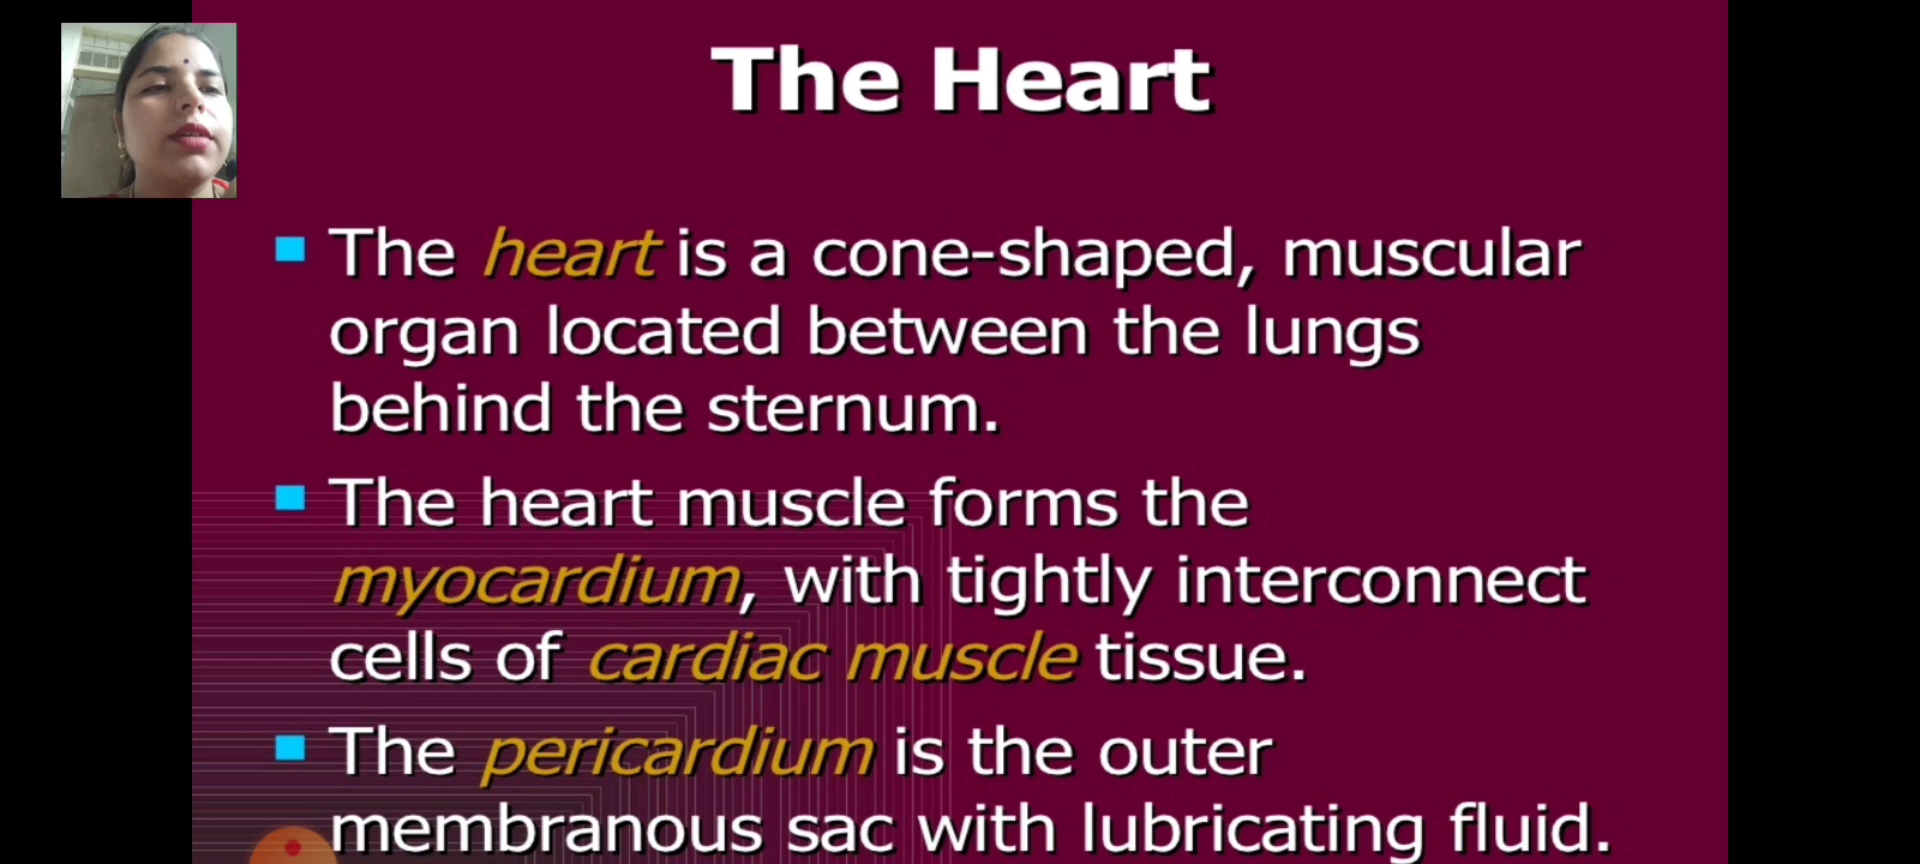 The Heart
The heart is a cone-shaped, muscular
organ located between the lungs
behind the sternum.
The heart muscle forms the
myocardium, with tightly interconnect
cells of cardiac muscle tissue.
The pericardium is the outer
membranous sac with lubricating fluid.